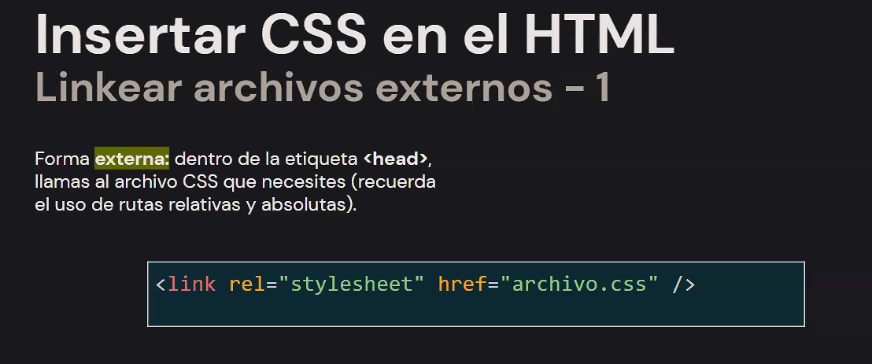 Insertar CSS en el HTML
Linkear archivos externos - 1
Forma externa: dentro de la etiqueta <head>,
llamas al archivo CSS que necesites (recuerda
el uso de rutas relativas y absolutas).
<link rel="stylesheet" href="archivo.css" />